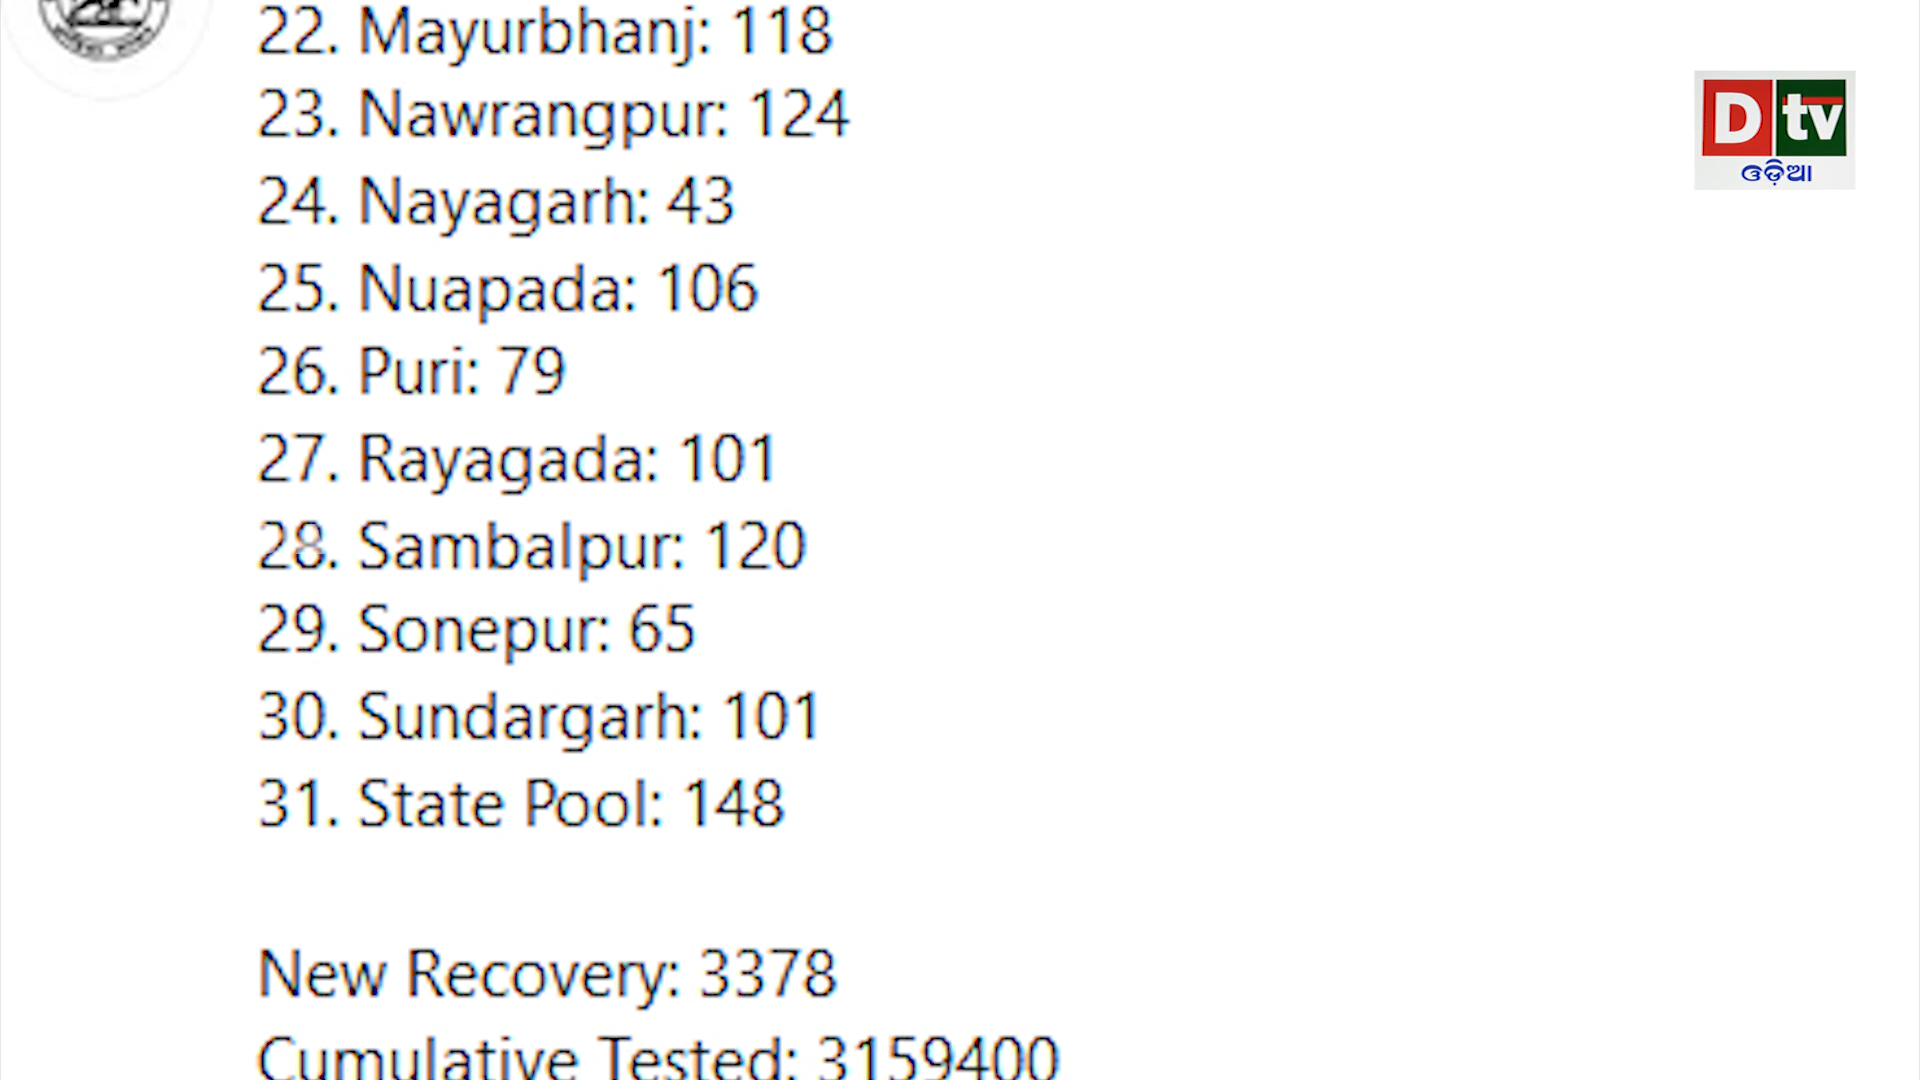 22. Mayurbhanj: 118
23. Nawrangpur: 124
24. Nayagarh: 43
25. Nuapada: 106
26. Puri: 79
27. Rayagada: 101
28. Sambalpur: 120
29. Sonepur: 65
30. Sundargarh: 101
31. State Pool: 148
New Recovery: 3378
Cumulative Tested: 3159400
D tv
ଓଡ଼ିଆ